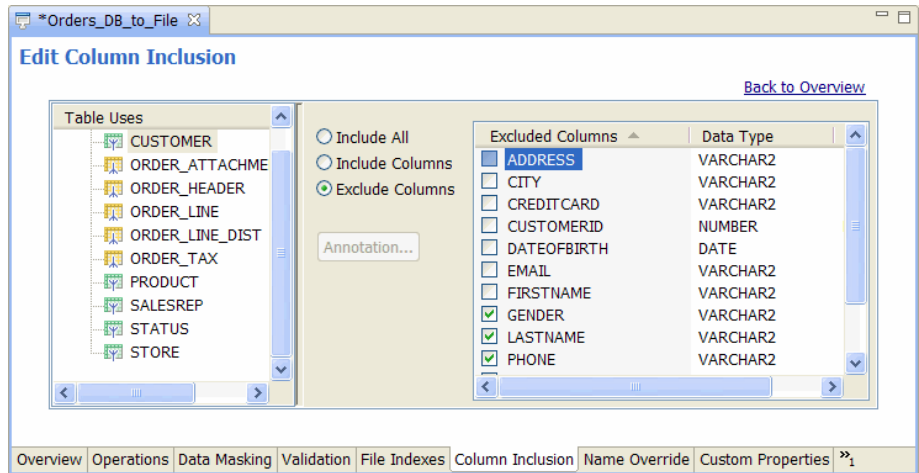 *Orders_DB_to_File
Edit Column Inclusion
Back to Overview
Table Uses
CUSTOMER
ORDER_ATTACHME
ORDER_HEADER
ORDER_LINE
ORDER_LINE_DIST
ORDER_TAX
PRODUCT
SALESREP
STATUS
STORE
Include All
Include Columns
Exclude Columns
Annotation...
Excluded Columns Data Type
ADDRESS VARCHAR2
CITY VARCHAR2
CREDITCARD VARCHAR2
CUSTOMERID NUMBER
DATEOFBIRTH DATE
EMAIL VARCHAR2
FIRSTNAME VARCHAR2
GENDER VARCHAR2
LASTNAME VARCHAR2
PHONE VARCHAR2
Overview Operations Data Masking Validation File Indexes Column Inclusion Name Override Custom Properties »1